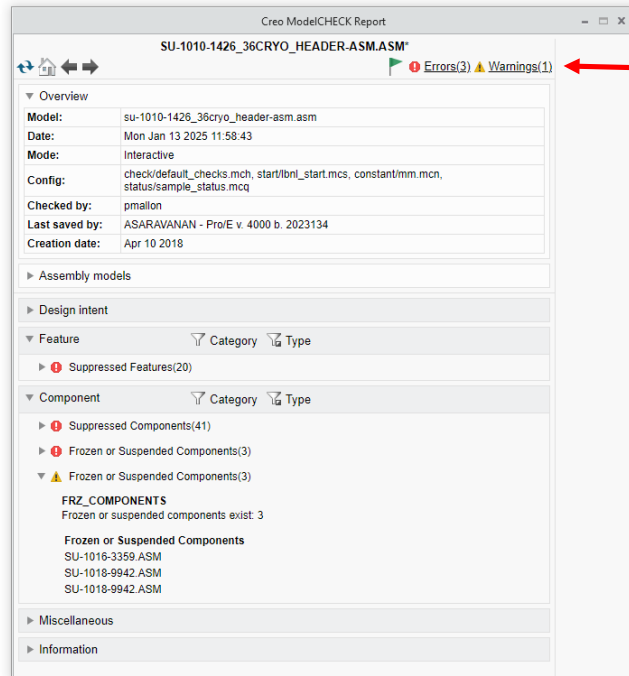 Creo ModelCHECK Report
SU-1010-1426_36CRYO_HEADER-ASM.ASM*
Errors(3) Warnings(1)
Overview
Model: su-1010-1426_36cryo_header-asm.asm
Date: Mon Jan 13 2025 11:58:43
Mode: Interactive
Config: check/default_checks.mch, start/lbnl_start.mcs, constant/mm.mcn,
status/sample_status.mcq
Checked by: pmallon
Last saved by: ASARAVANAN - Pro/E v. 4000 b. 2023134
Creation date: Apr 10 2018
Assembly models
Design intent
Feature Category Type
Suppressed Features(20)
Component Category Type
Suppressed Components(41)
Frozen or Suspended Components(3)
Frozen or Suspended Components(3)
FRZ_COMPONENTS
Frozen or suspended components exist: 3
Frozen or Suspended Components
SU-1016-3359.ASM
SU-1018-9942.ASM
SU-1018-9942.ASM
Miscellaneous
Information